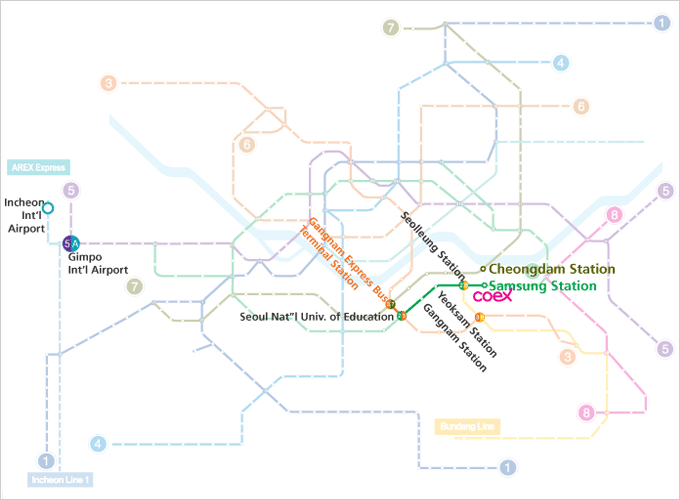 7
1
4
3
6
6
AREX Express
5
Incheon
Int'l
Airport
5 A
Gimpo
Int'l Airport
7
5
8
Gangnam Express Bus
Terminal Station
Seolleung Station
Cheongdam Station
Samsung Station
coex
Seoul Nat"l Univ. of Education
Yeoksam Station
Gangnam Station
3
5
8
Bundang Line
4
1
1
Incheon Line 1